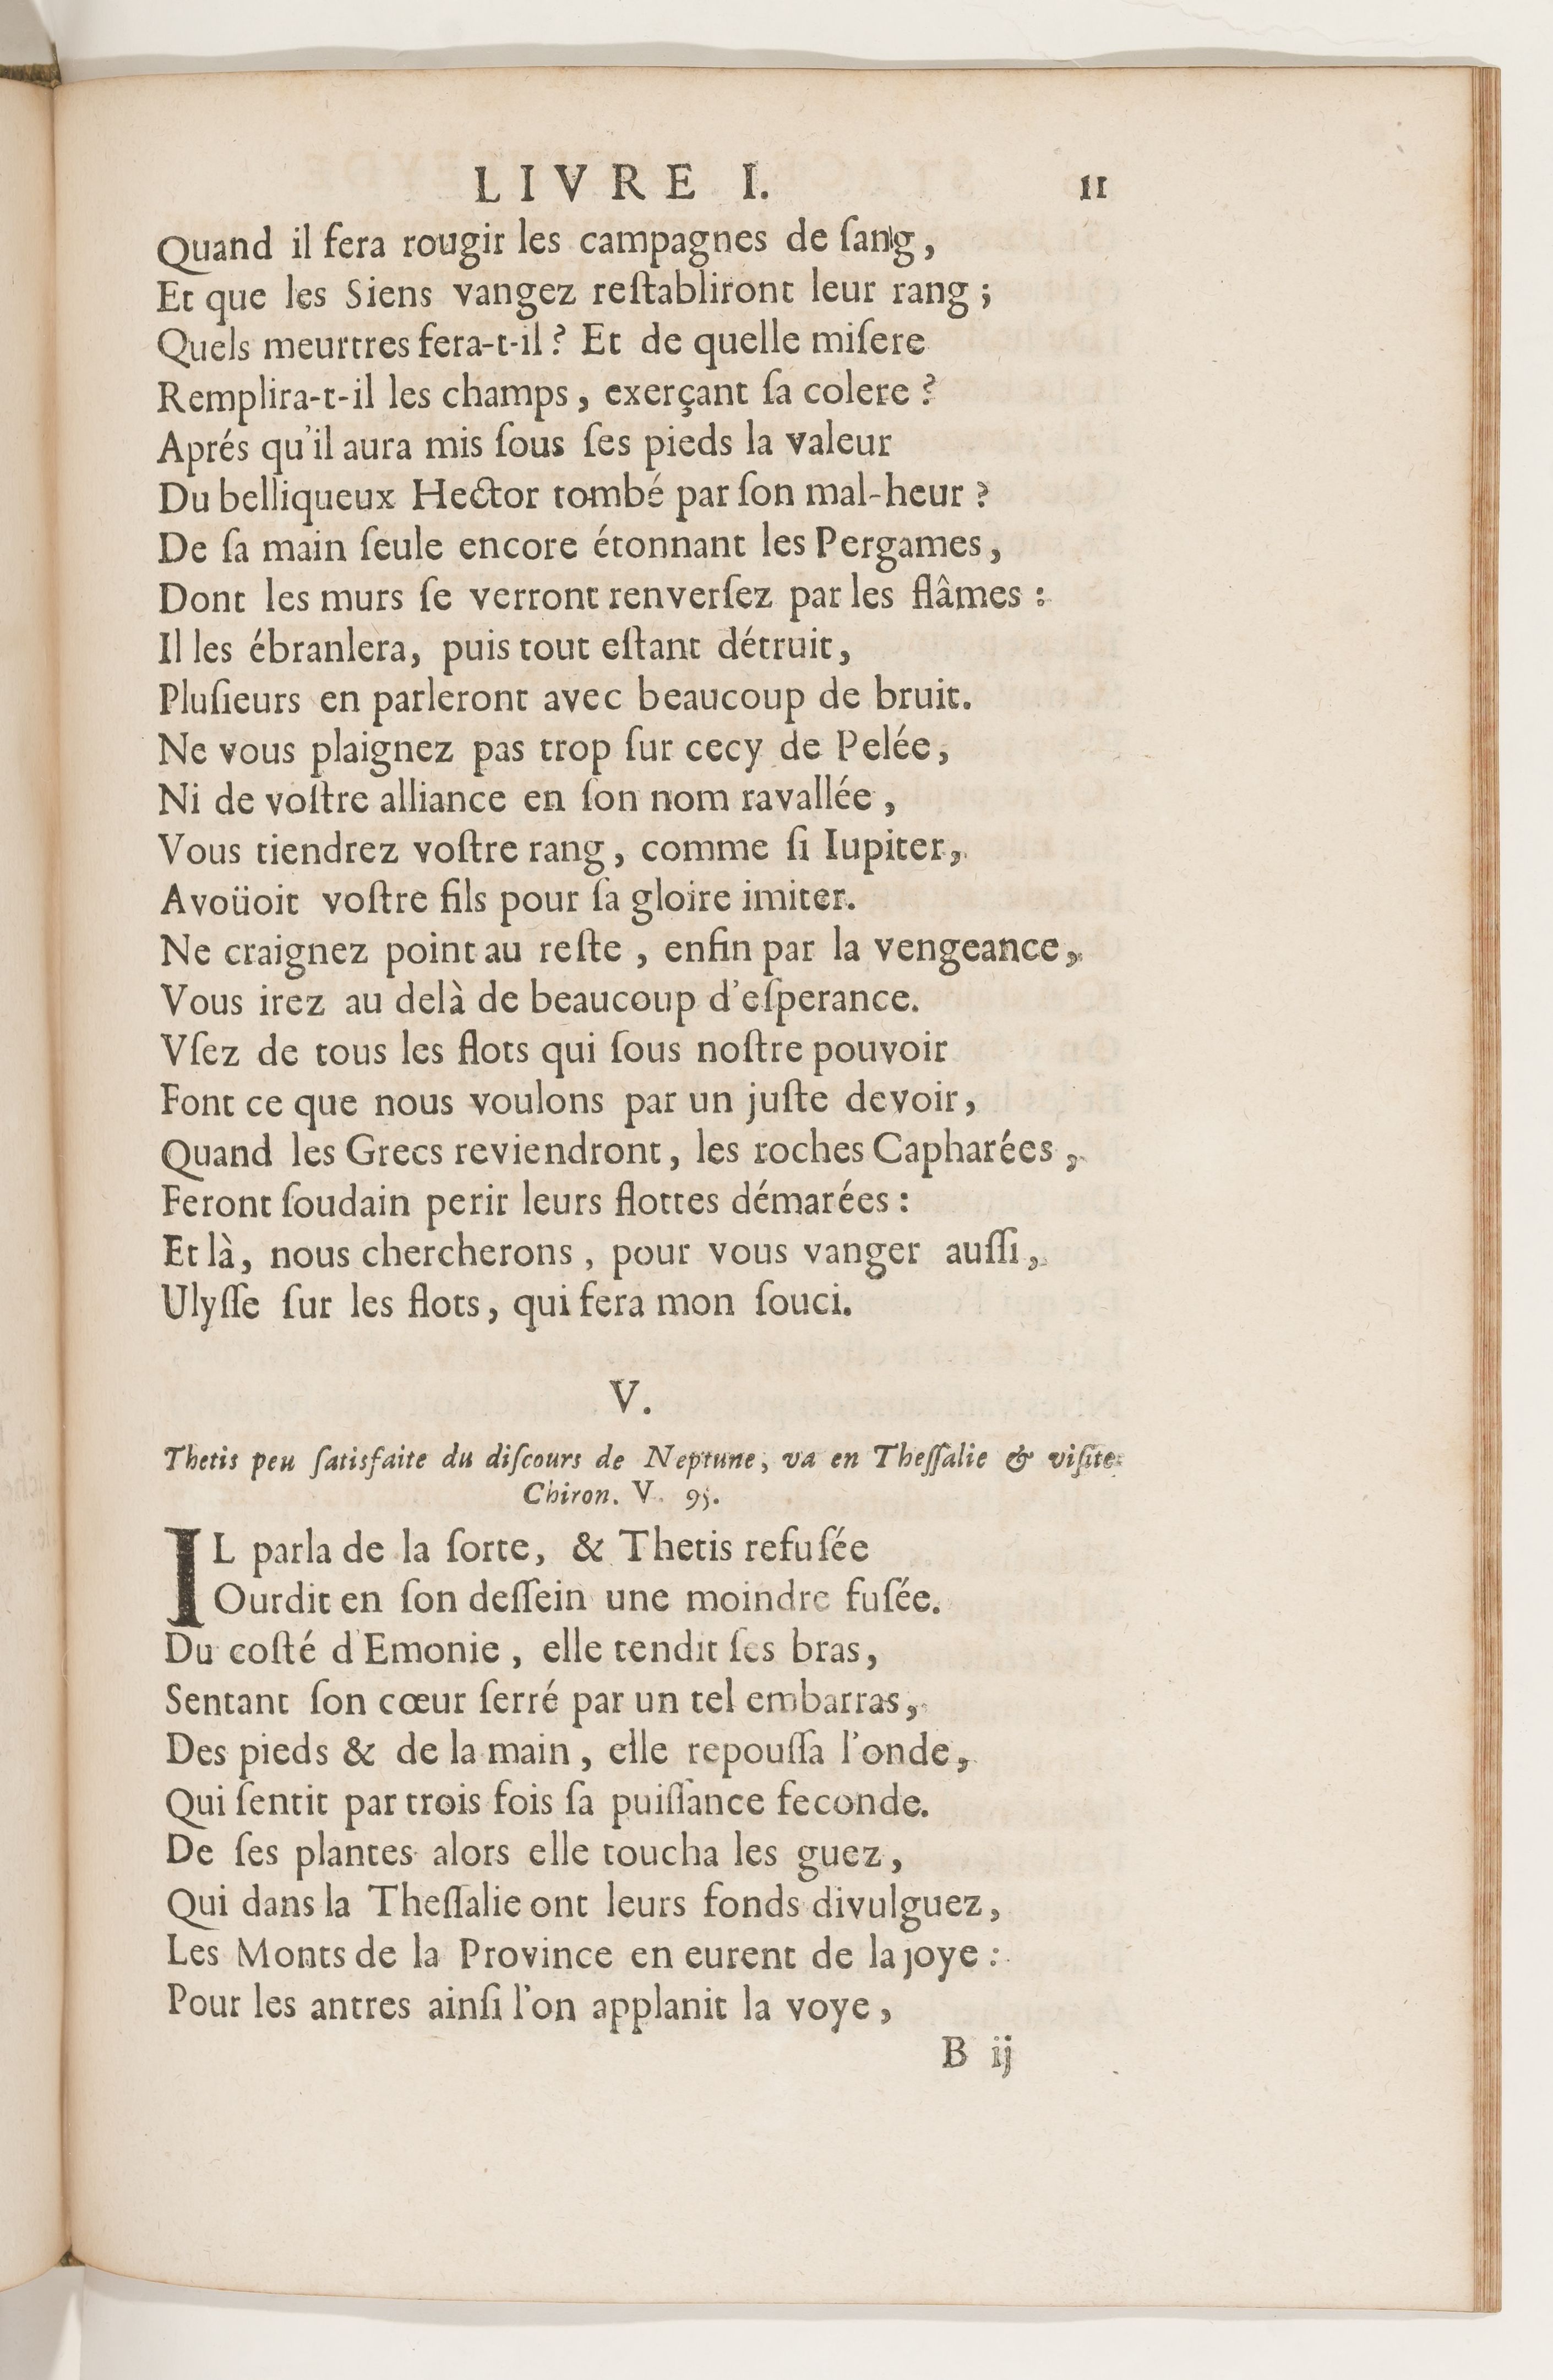 LIVRE I. 11
Quand il fera rougir les campagnes de ſang,
Et que les Siens vangez reſtabliront leur rang ;
Quels meurtres fera-t-il ? Et de quelle miſere
Remplira-t-il les champs, exerçant ſa colere ?
Aprés qu'il aura mis ſous ſes pieds la valeur
Du belliqueux Hector tombé par ſon mal-heur ?
De ſa main ſeule encore étonnant les Pergames,
Dont les murs ſe verront renverſez par les flâmes :
Il les ébranlera, puis tout eſtant détruit,
Pluſieurs en parleront avec beaucoup de bruit.
Ne vous plaignez pas trop ſur cecy de Pelée,
Ni de voſtre alliance en ſon nom ravallée,
Vous tiendrez voſtre rang, comme ſi Iupiter,
Avoüoit voſtre fils pour ſa gloire imiter.
Ne craignez point au reſte, enfin par la vengeance,
Vous irez au delà de beaucoup d'eſperance.
Vſez de tous les flots qui ſous noſtre pouvoir
Font ce que nous voulons par un juſte devoir,
Quand les Grecs reviendront, les roches Capharées,
Feront ſoudain perir leurs flottes démarées :
Et là, nous chercherons, pour vous vanger auſſi,
Ulyſſe ſur les flots, qui fera mon ſouci.
V.
Thetis peu ſatisfaite du diſcours de Neptune, va en Theſſalie & viſite
Chiron. V. 95.
IL parla de la ſorte, & Thetis refuſée
Ourdit en ſon deſſein une moindre fuſée.
Du coſté d'Emonie, elle tendit ſes bras,
Sentant ſon cœur ſerré par un tel embarras,
Des pieds & de la main, elle repouſſa l'onde,
Qui ſentit par trois fois ſa puiſſance feconde.
De ſes plantes alors elle toucha les guez,
Qui dans la Theſſalie ont leurs fonds divulguez,
Les Monts de la Province en eurent de la joye :
Pour les antres ainſi l'on applanit la voye,
B ij